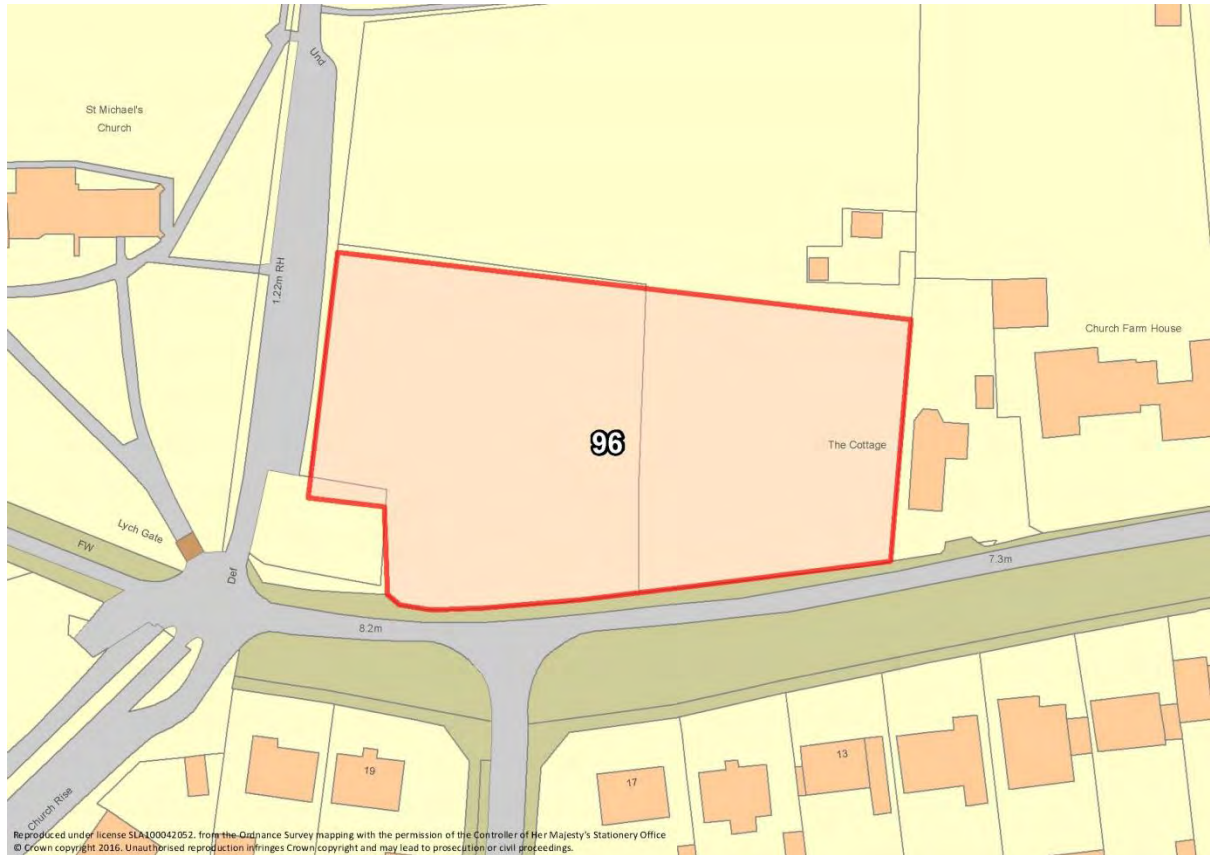 Und
St Michael's
Church
1.22m RH
Church Farm House
The Cottage
96
Lych Gate
FW
Def
7.3m
8.2m
13
19
17
Church Rise
Reproduced under license SLA100042052. from the Ordnance Survey mapping with the permission of the Controller of Her Majesty's Stationery Office
© Crown copyright 2016. Unauthorised reproduction infringes Crown copyright and may lead to prosecution or civil proceedings.